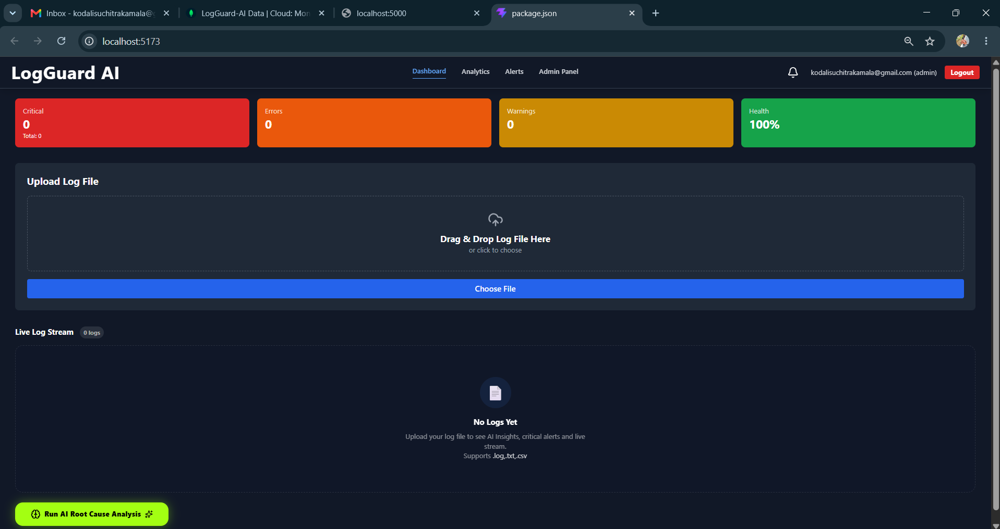 Inbox - kodalisuchitrakamala@g
LogGuard-AI Data | Cloud: Mon
localhost:5000
package.json
localhost:5173
LogGuard AI
Dashboard
Analytics
Alerts
Admin Panel
kodalisuchitrakamala@gmail.com (admin)
Logout
Critical
0
Total: 0
Errors
0
Warnings
0
Health
100%
Upload Log File
Drag & Drop Log File Here
or click to choose
Choose File
Live Log Stream
0 logs
No Logs Yet
Upload your log file to see AI Insights, critical alerts and live
stream.
Supports .log,.txt,.csv
Run AI Root Cause Analysis